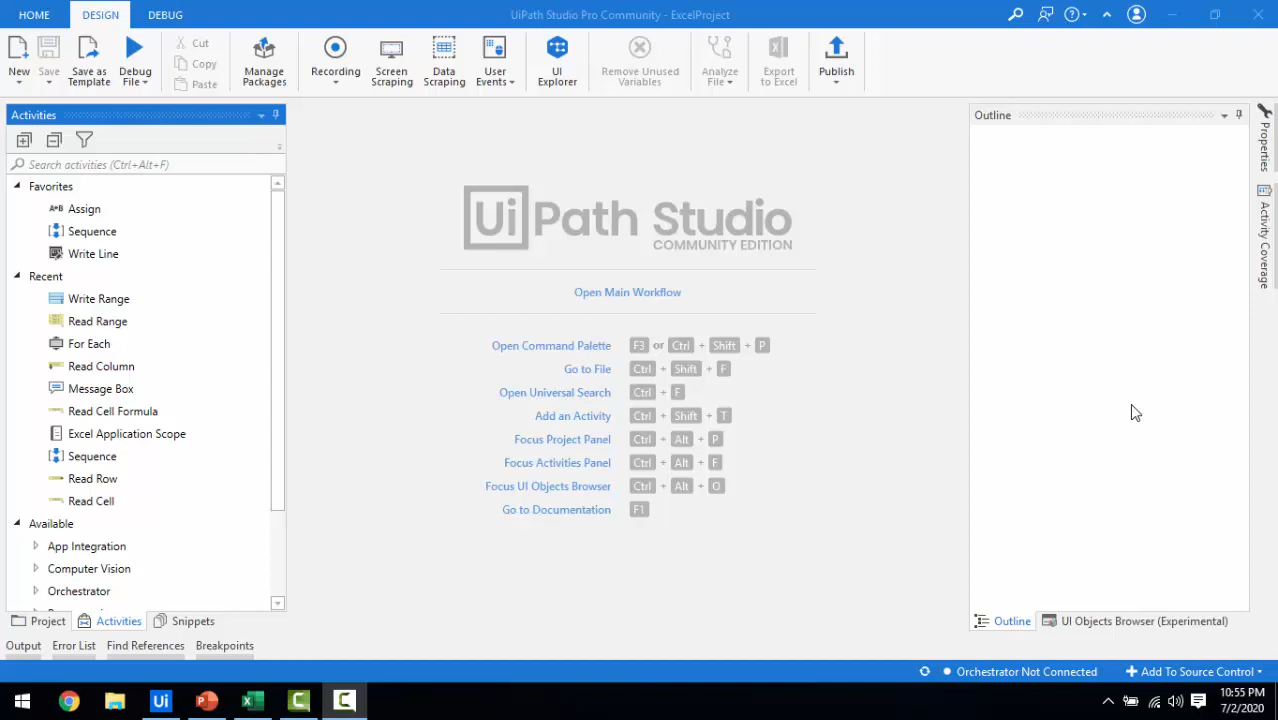 HOME DESIGN DEBUG
UiPath Studio Pro Community - ExcelProject
New
Save
Save as Template
Debug File
Cut
Copy
Paste
Manage Packages
Recording
Screen Scraping
Data Scraping
User Events
UI Explorer
Remove Unused Variables
Analyze File
Export to Excel
Publish
Activities
Search activities (Ctrl+Alt+F)
Favorites
A*B Assign
Sequence
Write Line
Recent
Write Range
Read Range
For Each
Read Column
Message Box
Read Cell Formula
Excel Application Scope
Sequence
Read Row
Read Cell
Available
App Integration
Computer Vision
Orchestrator
Project Activities Snippets
UiPath Studio
COMMUNITY EDITION
Open Main Workflow
Open Command Palette F3 or Ctrl + Shift + P
Go to File Ctrl + Shift + F
Open Universal Search Ctrl + F
Add an Activity Ctrl + Shift + T
Focus Project Panel Ctrl + Alt + P
Focus Activities Panel Ctrl + Alt + F
Focus UI Objects Browser Ctrl + Alt + O
Go to Documentation F1
Outline
Properties
Activity Coverage
Outline UI Objects Browser (Experimental)
Output Error List Find References Breakpoints
Orchestrator Not Connected
Add To Source Control
Ui
10:55 PM
7/2/2020